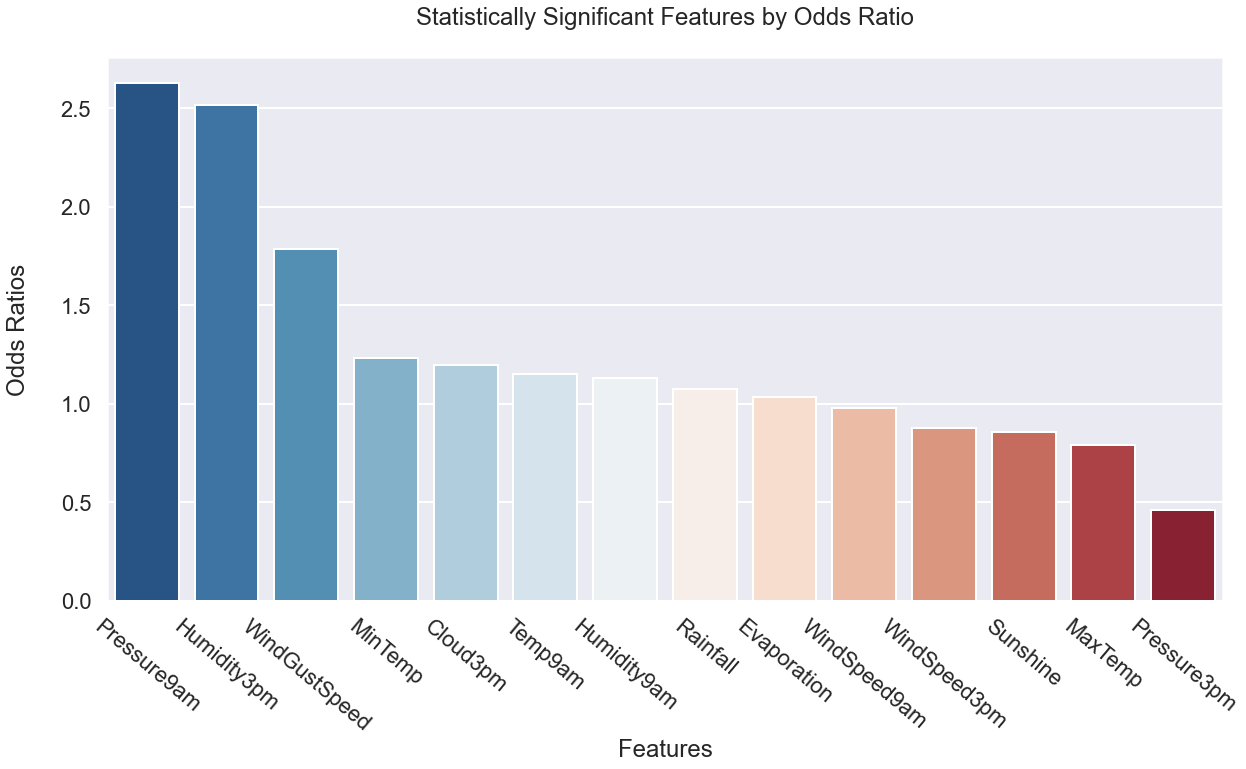 Statistically Significant Features by Odds Ratio
Odds Ratios
2.5
2.0
1.5
1.0
0.5
0.0
Pressure9am
Humidity3pm
WindGustSpeed
MinTemp
Cloud3pm
Temp9am
Humidity9am
Rainfall
Evaporation
WindSpeed9am
WindSpeed3pm
Sunshine
MaxTemp
Pressure3pm
Features